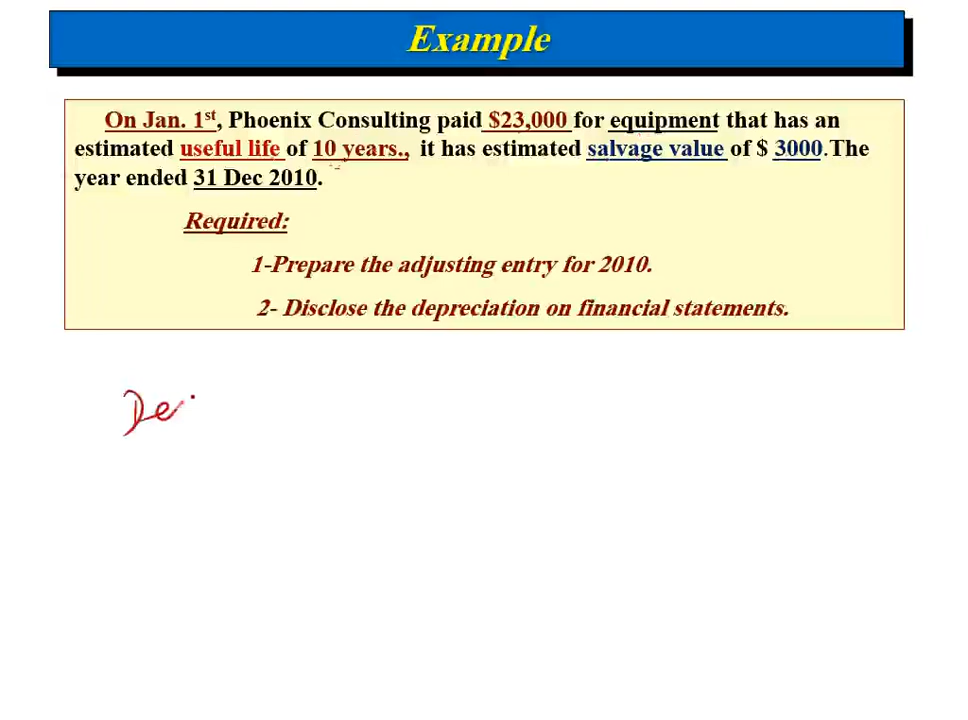 Example
On Jan. 1st, Phoenix Consulting paid $23,000 for equipment that has an
estimated useful life of 10 years., it has estimated salvage value of $ 3000.The
year ended 31 Dec 2010.
Required:
1-Prepare the adjusting entry for 2010.
2- Disclose the depreciation on financial statements.
De